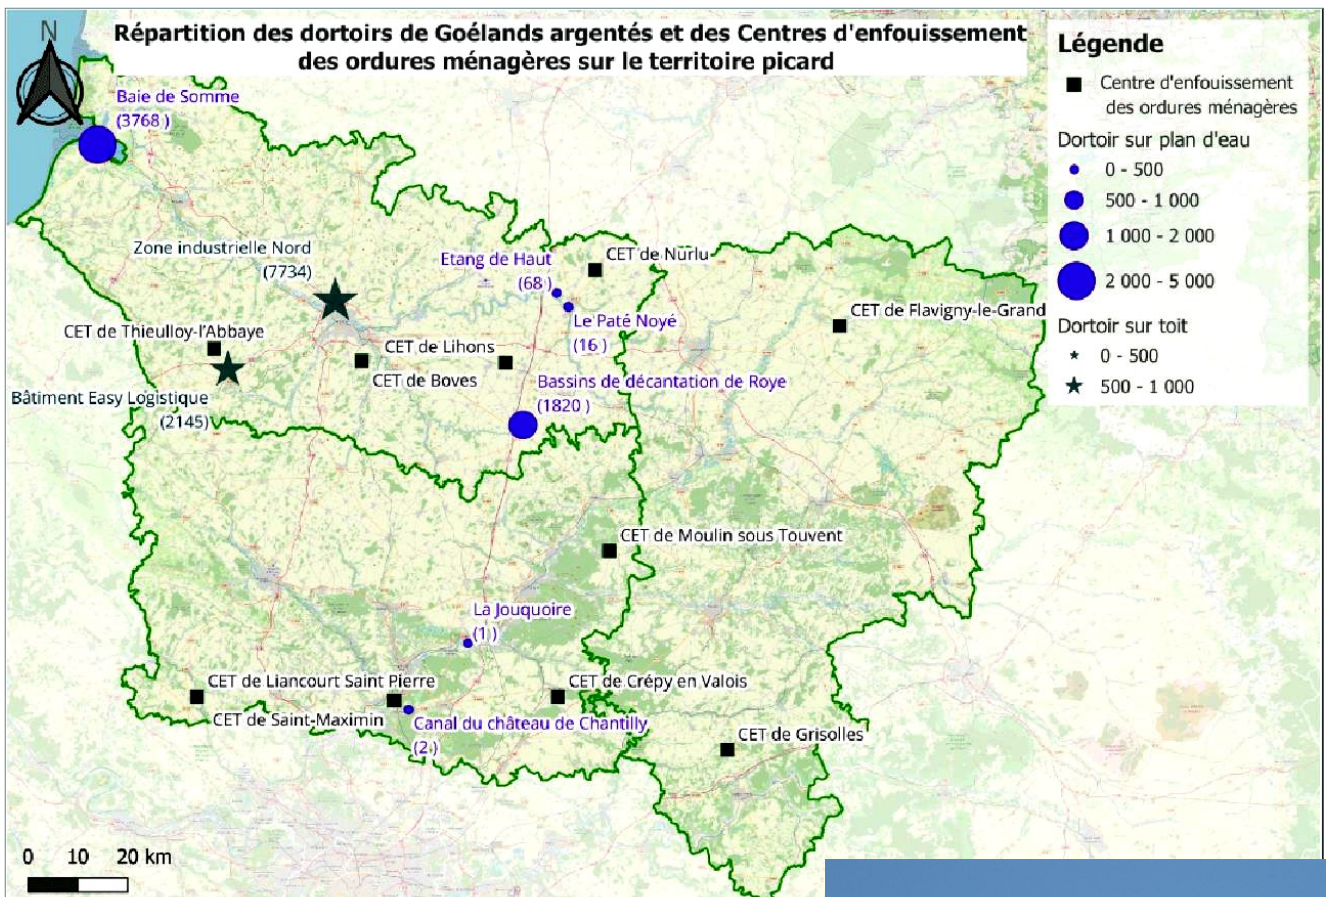 Répartition des dortoirs de Goélands argentés et des Centres d'enfouissement
des ordures ménagères sur le territoire picard
N
Baie de Somme
(3768 )
Zone industrielle Nord
(7734)
Etang de Haut
(68 )
CET de Nurlu
Le Paté Noyé
(16 )
CET de Flavigny-le-Grand
CET de Thieulloy-l'Abbaye
CET de Lihons
CET de Boves
Bassins de décantation de Roye
(1820 )
Bâtiment Easy Logistique
(2145)
CET de Moulin sous Touvent
La Jouquoire
(1 )
CET de Liancourt Saint Pierre
CET de Crépy en Valois
CET de Saint-Maximin
Canal du château de Chantilly
(2 )
CET de Grisolles
0 10 20 km
Légende
Centre d'enfouissement
des ordures ménagères
Dortoir sur plan d'eau
0 - 500
500 - 1 000
1 000 - 2 000
2 000 - 5 000
Dortoir sur toit
0 - 500
500 - 1 000